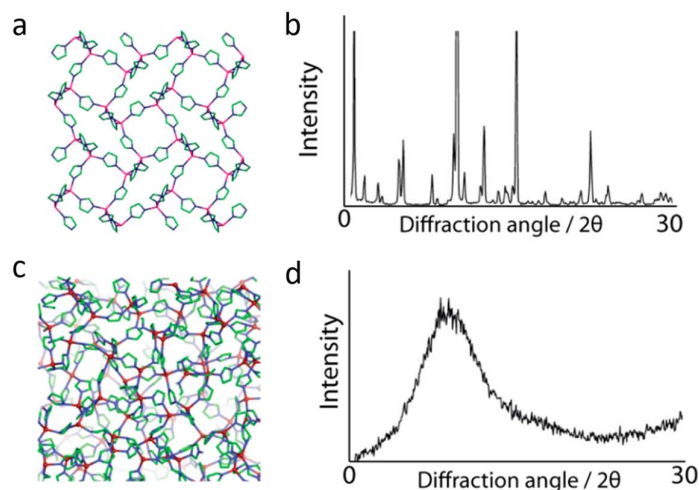 a
b
Intensity
0
Diffraction angle / 2θ
30
c
d
Intensity
0
Diffraction angle / 2θ
30